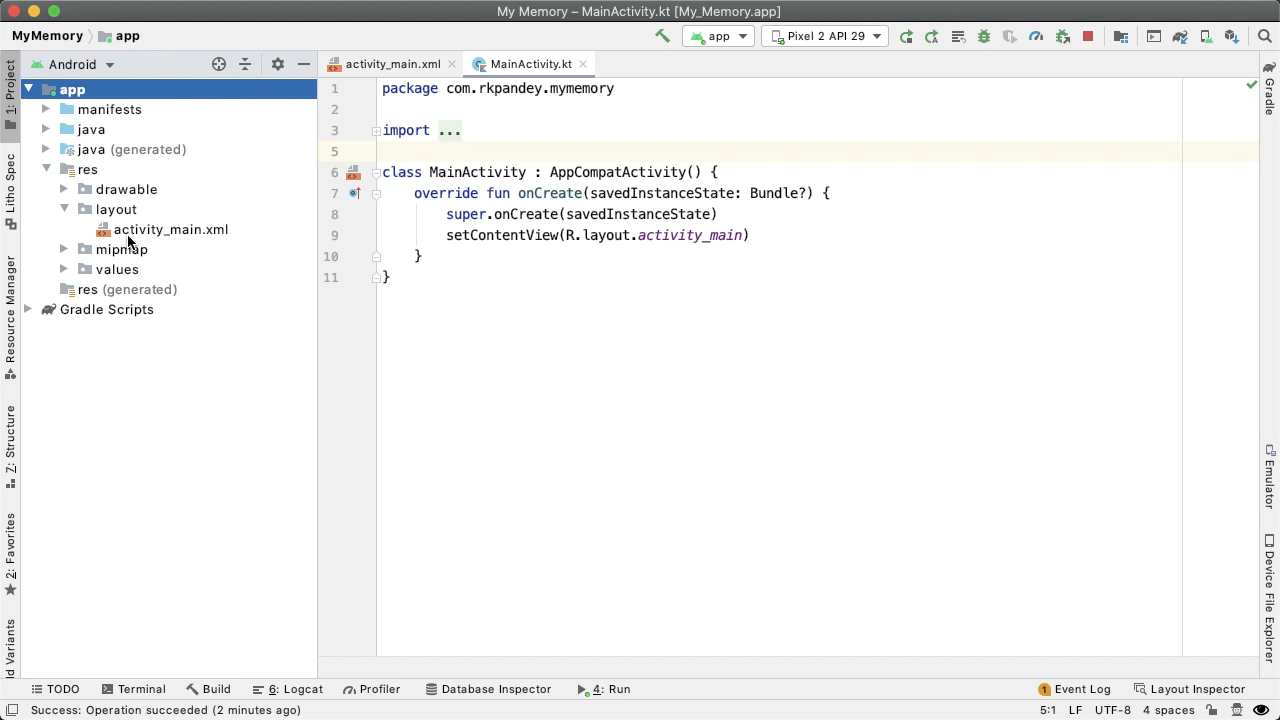 My Memory – MainActivity.kt [My_Memory.app]
MyMemory app
app Pixel 2 API 29
1: Project
Litho Spec
Resource Manager
7: Structure
2: Favorites
d Variants
Android
app
manifests
java
java (generated)
res
drawable
layout
activity_main.xml
mipmap
values
res (generated)
Gradle Scripts
activity_main.xml MainActivity.kt
1 package com.rkpandey.mymemory
2
3 import ...
5
6 class MainActivity : AppCompatActivity() {
7 override fun onCreate(savedInstanceState: Bundle?) {
8 super.onCreate(savedInstanceState)
9 setContentView(R.layout.activity_main)
10 }
11 }
Gradle
Emulator
Device File Explorer
TODO Terminal Build 6: Logcat Profiler Database Inspector 4: Run 1 Event Log Layout Inspector
Success: Operation succeeded (2 minutes ago) 5:1 LF UTF-8 4 spaces